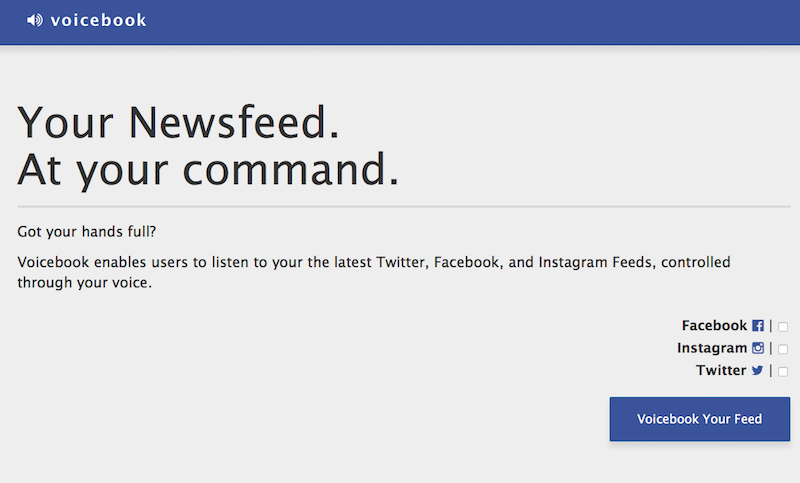 voicebook
Your Newsfeed.
At your command.
Got your hands full?
Voicebook enables users to listen to your the latest Twitter, Facebook, and Instagram Feeds, controlled
through your voice.
Facebook |
Instagram |
Twitter |
Voicebook Your Feed